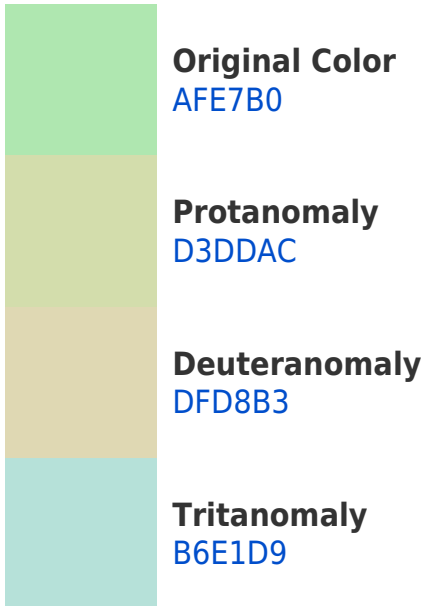 Original Color
AFE7B0
Protanomaly
D3DDAC
Deuteranomaly
DFD8B3
Tritanomaly
B6E1D9